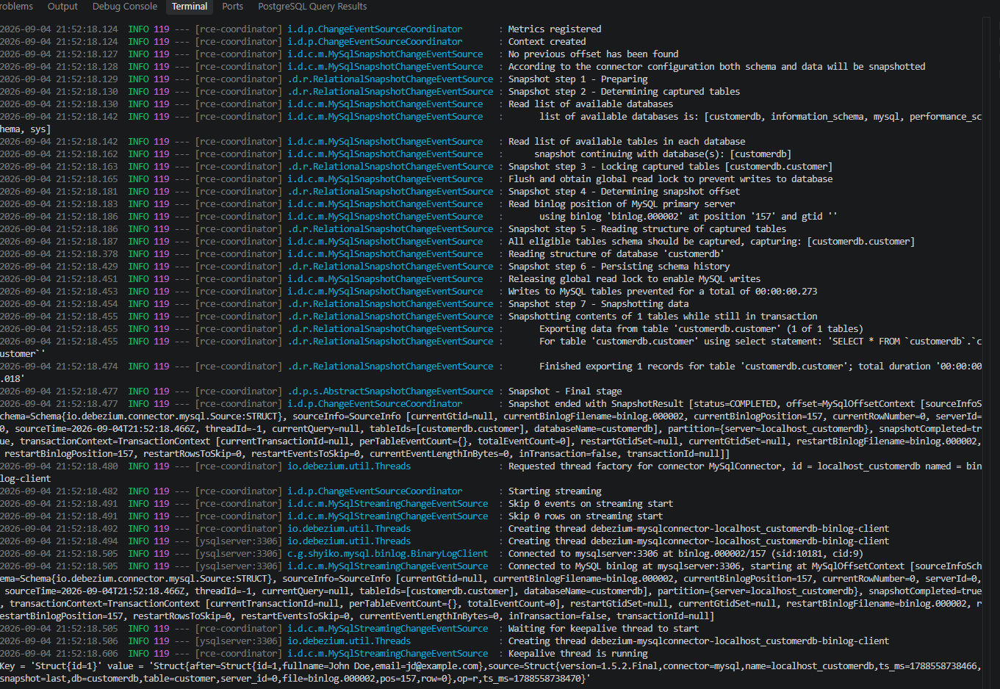 roblems Output Debug Console Terminal Ports PostgreSQL Query Results
2026-09-04 21:52:18.124 INFO 119 --- [rce-coordinator] i.d.p.ChangeEventSourceCoordinator : Metrics registered
2026-09-04 21:52:18.124 INFO 119 --- [rce-coordinator] i.d.p.ChangeEventSourceCoordinator : Context created
2026-09-04 21:52:18.127 INFO 119 --- [rce-coordinator] i.d.c.m.MySqlSnapshotChangeEventSource : No previous offset has been found
2026-09-04 21:52:18.128 INFO 119 --- [rce-coordinator] i.d.c.m.MySqlSnapshotChangeEventSource : According to the connector configuration both schema and data will be snapshotted
2026-09-04 21:52:18.129 INFO 119 --- [rce-coordinator] .d.r.RelationalSnapshotChangeEventSource : Snapshot step 1 - Preparing
2026-09-04 21:52:18.130 INFO 119 --- [rce-coordinator] .d.r.RelationalSnapshotChangeEventSource : Snapshot step 2 - Determining captured tables
2026-09-04 21:52:18.130 INFO 119 --- [rce-coordinator] i.d.c.m.MySqlSnapshotChangeEventSource : Read list of available databases
2026-09-04 21:52:18.142 INFO 119 --- [rce-coordinator] i.d.c.m.MySqlSnapshotChangeEventSource : list of available databases is: [customerdb, information_schema, mysql, performance_sc
hema, sys]
2026-09-04 21:52:18.142 INFO 119 --- [rce-coordinator] i.d.c.m.MySqlSnapshotChangeEventSource : Read list of available tables in each database
2026-09-04 21:52:18.162 INFO 119 --- [rce-coordinator] i.d.c.m.MySqlSnapshotChangeEventSource : snapshot continuing with database(s): [customerdb]
2026-09-04 21:52:18.163 INFO 119 --- [rce-coordinator] .d.r.RelationalSnapshotChangeEventSource : Snapshot step 3 - Locking captured tables [customerdb.customer]
2026-09-04 21:52:18.165 INFO 119 --- [rce-coordinator] i.d.c.m.MySqlSnapshotChangeEventSource : Flush and obtain global read lock to prevent writes to database
2026-09-04 21:52:18.181 INFO 119 --- [rce-coordinator] .d.r.RelationalSnapshotChangeEventSource : Snapshot step 4 - Determining snapshot offset
2026-09-04 21:52:18.183 INFO 119 --- [rce-coordinator] i.d.c.m.MySqlSnapshotChangeEventSource : Read binlog position of MySQL primary server
2026-09-04 21:52:18.186 INFO 119 --- [rce-coordinator] i.d.c.m.MySqlSnapshotChangeEventSource : using binlog 'binlog.000002' at position '157' and gtid ''
2026-09-04 21:52:18.186 INFO 119 --- [rce-coordinator] .d.r.RelationalSnapshotChangeEventSource : Snapshot step 5 - Reading structure of captured tables
2026-09-04 21:52:18.187 INFO 119 --- [rce-coordinator] i.d.c.m.MySqlSnapshotChangeEventSource : All eligible tables schema should be captured, capturing: [customerdb.customer]
2026-09-04 21:52:18.378 INFO 119 --- [rce-coordinator] i.d.c.m.MySqlSnapshotChangeEventSource : Reading structure of database 'customerdb'
2026-09-04 21:52:18.429 INFO 119 --- [rce-coordinator] .d.r.RelationalSnapshotChangeEventSource : Snapshot step 6 - Persisting schema history
2026-09-04 21:52:18.451 INFO 119 --- [rce-coordinator] i.d.c.m.MySqlSnapshotChangeEventSource : Releasing global read lock to enable MySQL writes
2026-09-04 21:52:18.453 INFO 119 --- [rce-coordinator] i.d.c.m.MySqlSnapshotChangeEventSource : Writes to MySQL tables prevented for a total of 00:00:00.273
2026-09-04 21:52:18.454 INFO 119 --- [rce-coordinator] .d.r.RelationalSnapshotChangeEventSource : Snapshot step 7 - Snapshotting data
2026-09-04 21:52:18.455 INFO 119 --- [rce-coordinator] .d.r.RelationalSnapshotChangeEventSource : Snapshotting contents of 1 tables while still in transaction
2026-09-04 21:52:18.455 INFO 119 --- [rce-coordinator] .d.r.RelationalSnapshotChangeEventSource : Exporting data from table 'customerdb.customer' (1 of 1 tables)
2026-09-04 21:52:18.455 INFO 119 --- [rce-coordinator] .d.r.RelationalSnapshotChangeEventSource : For table 'customerdb.customer' using select statement: 'SELECT * FROM `customerdb`.`c
ustomer`'
2026-09-04 21:52:18.474 INFO 119 --- [rce-coordinator] .d.r.RelationalSnapshotChangeEventSource : Finished exporting 1 records for table 'customerdb.customer'; total duration '00:00:00
.018'
2026-09-04 21:52:18.477 INFO 119 --- [rce-coordinator] .d.p.s.AbstractSnapshotChangeEventSource : Snapshot - Final stage
2026-09-04 21:52:18.477 INFO 119 --- [rce-coordinator] i.d.p.ChangeEventSourceCoordinator : Snapshot ended with SnapshotResult [status=COMPLETED, offset=MySqlOffsetContext [sourceInfoS
chema=Schema{io.debezium.connector.mysql.Source:STRUCT}, sourceInfo=SourceInfo [currentGtid=null, currentBinlogFilename=binlog.000002, currentBinlogPosition=157, currentRowNumber=0, serverId=
0, sourceTime=2026-09-04T21:52:18.466Z, threadId=-1, currentQuery=null, tableIds=[customerdb.customer], databaseName=customerdb], partition={server=localhost_customerdb}, snapshotCompleted=tr
ue, transactionContext=TransactionContext [currentTransactionId=null, perTableEventCount={}, totalEventCount=0], restartGtidSet=null, currentGtidSet=null, restartBinlogFilename=binlog.000002,
restartBinlogPosition=157, restartRowsToSkip=0, restartEventsToSkip=0, currentEventLengthInBytes=0, inTransaction=false, transactionId=null]]
2026-09-04 21:52:18.480 INFO 119 --- [rce-coordinator] io.debezium.util.Threads : Requested thread factory for connector MySqlConnector, id = localhost_customerdb named = bin
log-client
2026-09-04 21:52:18.482 INFO 119 --- [rce-coordinator] i.d.p.ChangeEventSourceCoordinator : Starting streaming
2026-09-04 21:52:18.491 INFO 119 --- [rce-coordinator] i.d.c.m.MySqlStreamingChangeEventSource : Skip 0 events on streaming start
2026-09-04 21:52:18.491 INFO 119 --- [rce-coordinator] i.d.c.m.MySqlStreamingChangeEventSource : Skip 0 rows on streaming start
2026-09-04 21:52:18.492 INFO 119 --- [rce-coordinator] io.debezium.util.Threads : Creating thread debezium-mysqlconnector-localhost_customerdb-binlog-client
2026-09-04 21:52:18.494 INFO 119 --- [ysqlserver:3306] io.debezium.util.Threads : Creating thread debezium-mysqlconnector-localhost_customerdb-binlog-client
2026-09-04 21:52:18.505 INFO 119 --- [ysqlserver:3306] c.g.shyiko.mysql.binlog.BinaryLogClient : Connected to mysqlserver:3306 at binlog.000002/157 (sid:10181, cid:9)
2026-09-04 21:52:18.505 INFO 119 --- [ysqlserver:3306] i.d.c.m.MySqlStreamingChangeEventSource : Connected to MySQL binlog at mysqlserver:3306, starting at MySqlOffsetContext [sourceInfoSch
ema=Schema{io.debezium.connector.mysql.Source:STRUCT}, sourceInfo=SourceInfo [currentGtid=null, currentBinlogFilename=binlog.000002, currentBinlogPosition=157, currentRowNumber=0, serverId=0,
sourceTime=2026-09-04T21:52:18.466Z, threadId=-1, currentQuery=null, tableIds=[customerdb.customer], databaseName=customerdb], partition={server=localhost_customerdb}, snapshotCompleted=true
, transactionContext=TransactionContext [currentTransactionId=null, perTableEventCount={}, totalEventCount=0], restartGtidSet=null, currentGtidSet=null, restartBinlogFilename=binlog.000002, r
estartBinlogPosition=157, restartRowsToSkip=0, restartEventsToSkip=0, currentEventLengthInBytes=0, inTransaction=false, transactionId=null]
2026-09-04 21:52:18.505 INFO 119 --- [rce-coordinator] i.d.c.m.MySqlStreamingChangeEventSource : Waiting for keepalive thread to start
2026-09-04 21:52:18.506 INFO 119 --- [ysqlserver:3306] io.debezium.util.Threads : Creating thread debezium-mysqlconnector-localhost_customerdb-binlog-client
2026-09-04 21:52:18.606 INFO 119 --- [rce-coordinator] i.d.c.m.MySqlStreamingChangeEventSource : Keepalive thread is running
Key = 'Struct{id=1}' value = 'Struct{after=Struct{id=1,fullname=John Doe,email=jd@example.com},source=Struct{version=1.5.2.Final,connector=mysql,name=localhost_customerdb,ts_ms=1788558738466,
snapshot=last,db=customerdb,table=customer,server_id=0,file=binlog.000002,pos=157,row=0},op=r,ts_ms=1788558738470}'